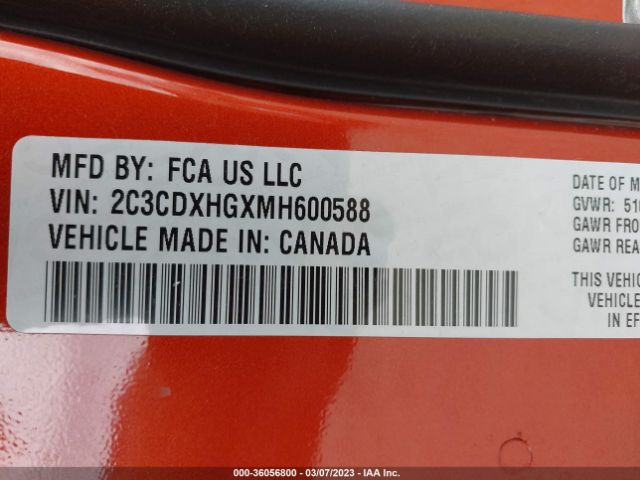 MFD BY: FCA US LLC
VIN: 2C3CDXHGXMH600588
VEHICLE MADE IN: CANADA
DATE OF M
GVWR: 510
GAWR FRO
GAWR REA
THIS VEHIC
VEHICLE
IN EF
000-36056800 - 03/07/2023 - IAA Inc.